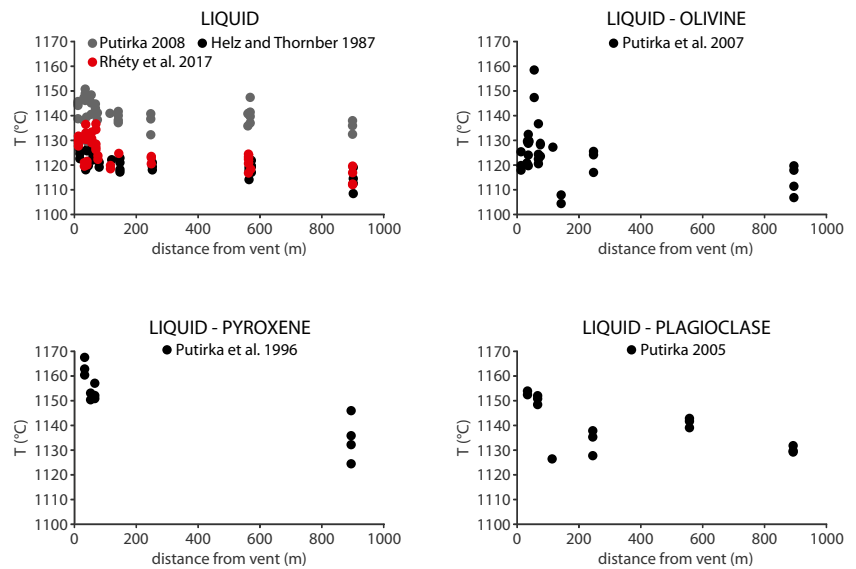 LIQUID
Putirka 2008 Helz and Thornber 1987
Rhéty et al. 2017
T (°C)
1170
1160
1150
1140
1130
1120
1110
1100
0 200 400 600 800 1000
distance from vent (m)
LIQUID - OLIVINE
Putirka et al. 2007
T (°C)
1170
1160
1150
1140
1130
1120
1110
1100
0 200 400 600 800 1000
distance from vent (m)
LIQUID - PYROXENE
Putirka et al. 1996
T (°C)
1170
1160
1150
1140
1130
1120
1110
1100
0 200 400 600 800 1000
distance from vent (m)
LIQUID - PLAGIOCLASE
Putirka 2005
T (°C)
1170
1160
1150
1140
1130
1120
1110
1100
0 200 400 600 800 1000
distance from vent (m)